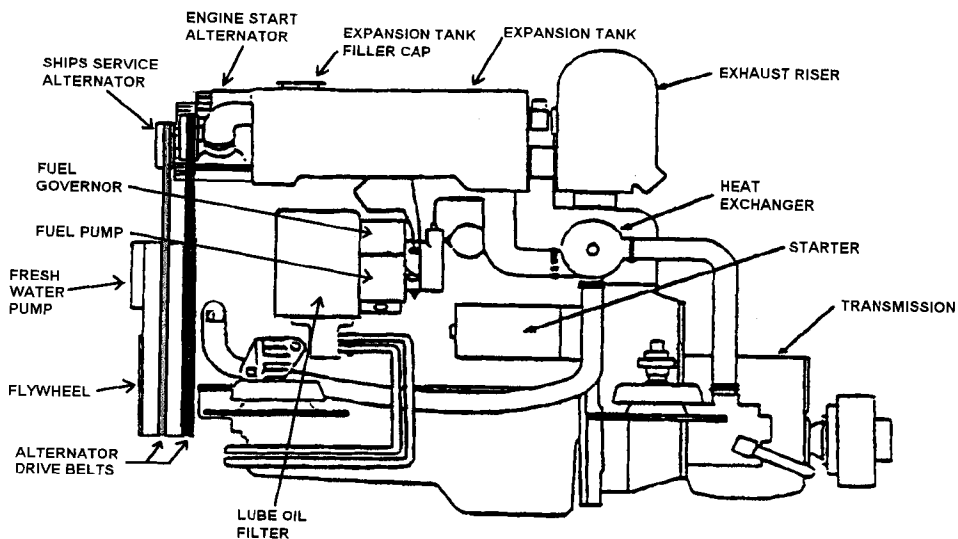 ENGINE START
ALTERNATOR
EXPANSION TANK
FILLER CAP
EXPANSION TANK
SHIPS SERVICE
ALTERNATOR
EXHAUST RISER
FUEL
GOVERNOR
HEAT
EXCHANGER
FUEL PUMP
STARTER
FRESH
WATER
PUMP
TRANSMISSION
FLYWHEEL
ALTERNATOR
DRIVE BELTS
LUBE OIL
FILTER